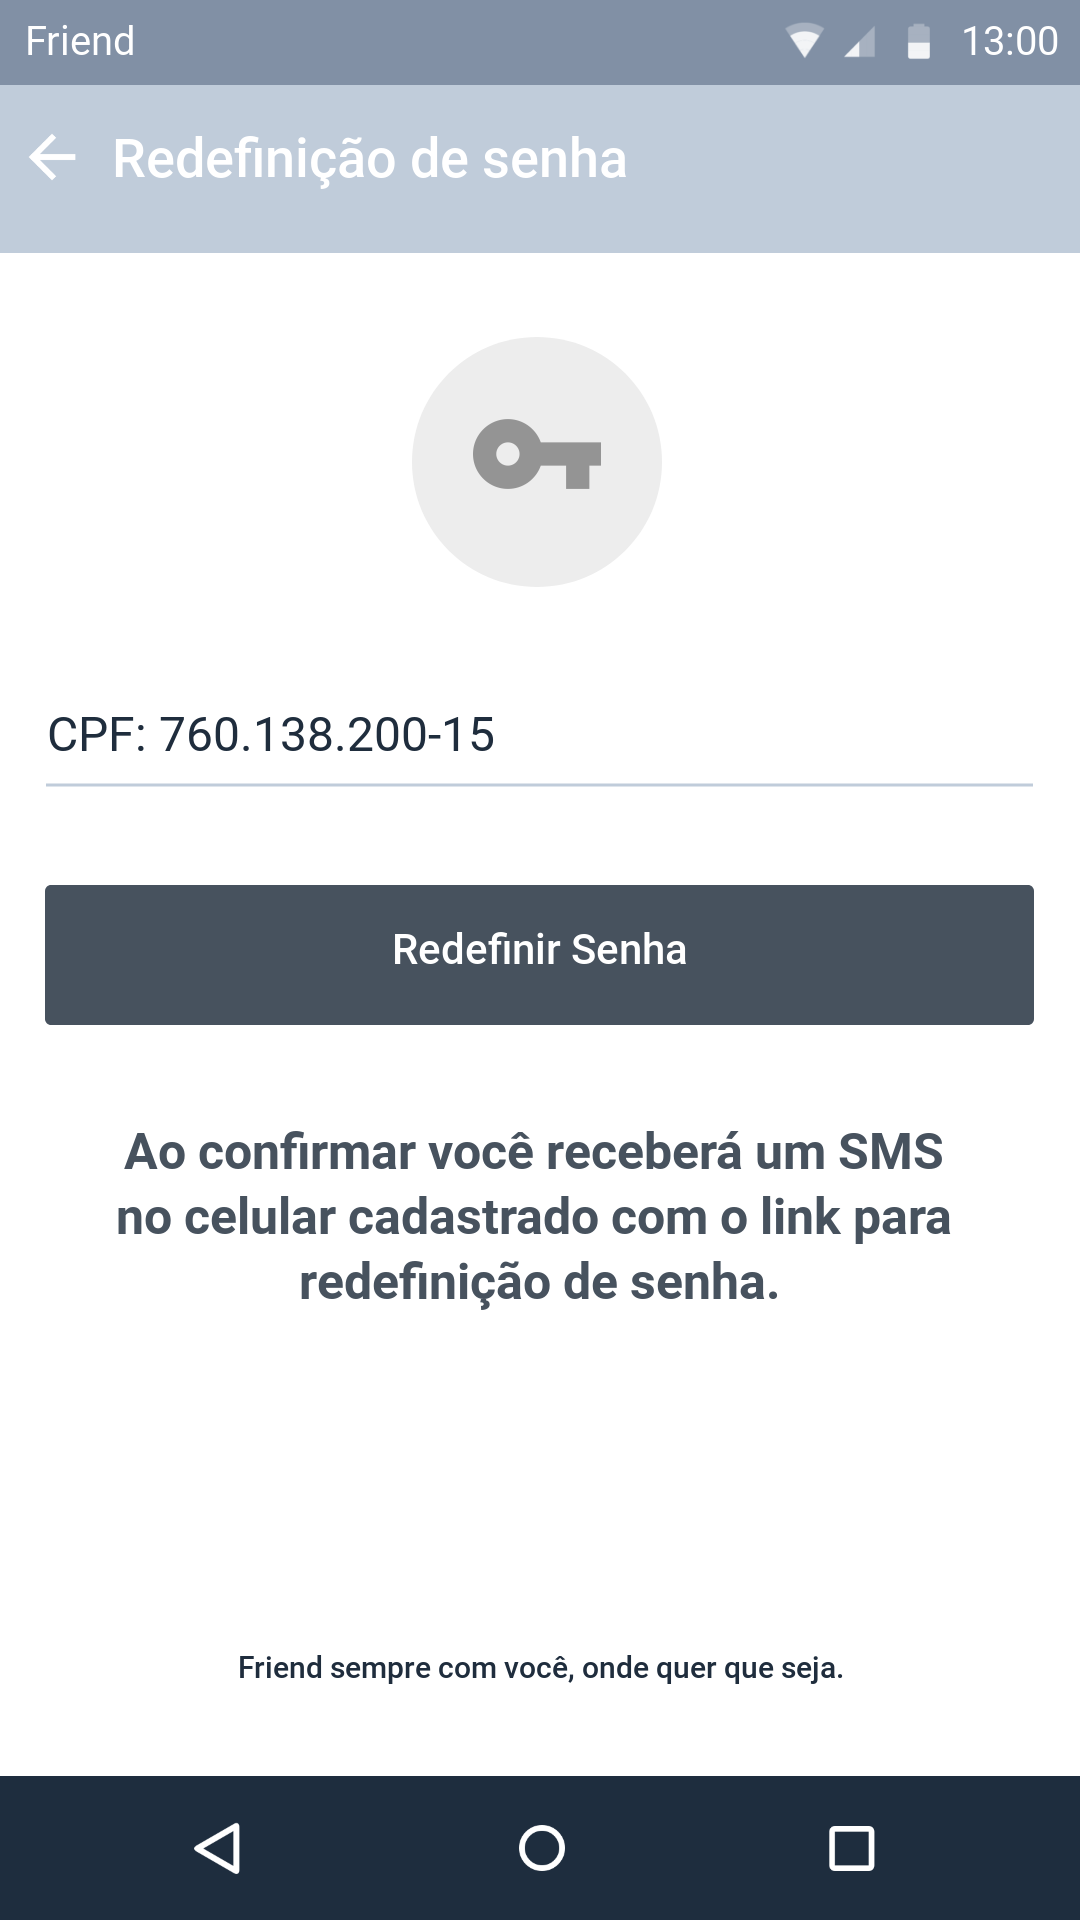 Friend 13:00
Redefinição de senha
CPF: 760.138.200-15
Redefinir Senha
Ao confirmar você receberá um SMS
no celular cadastrado com o link para
redefinição de senha.
Friend sempre com você, onde quer que seja.